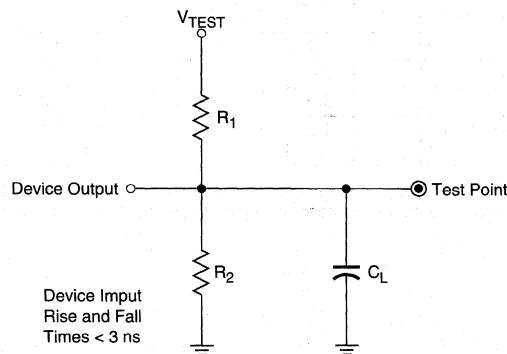 VTEST
R1
Device Output
Test Point
R2
CL
Device Imput
Rise and Fall
Times < 3 ns